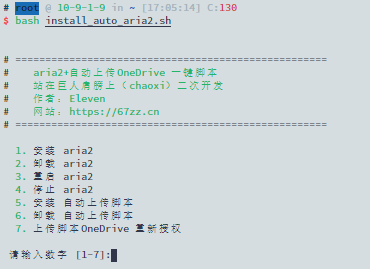 # root @ 10-9-1-9 in ~ [17:05:14] C:130
$ bash install_auto_aria2.sh
# ====================================================
# aria2+自动上传OneDrive 一键脚本
# 站在巨人肩膀上（chaoxi）二次开发
# 作者：Eleven
# 网站：https://67zz.cn
# ====================================================
1. 安装 aria2
2. 卸载 aria2
3. 重启 aria2
4. 停止 aria2
5. 安装 自动上传脚本
6. 卸载 自动上传脚本
7. 上传脚本OneDrive 重新授权
请输入数字 [1-7]: